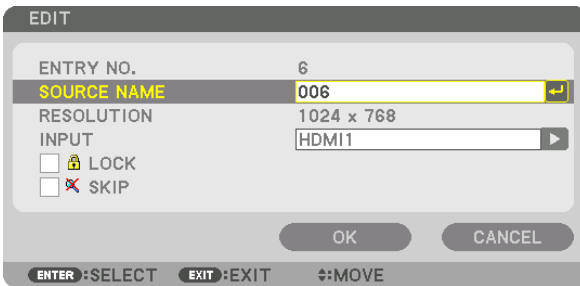 EDIT
ENTRY NO. 6
SOURCE NAME 006
RESOLUTION 1024 x 768
INPUT HDMI1
LOCK
SKIP
OK CANCEL
ENTER :SELECT EXIT :EXIT :MOVE